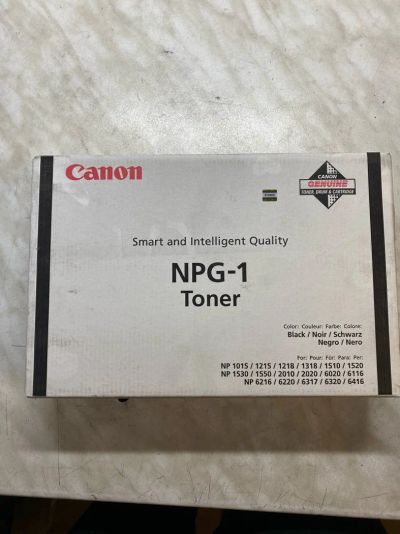 Canon
CANON
GENUINE
TONER, DRUM & CARTRIDGE
Smart and Intelligent Quality
NPG-1
Toner
Color: Couleur: Farbe: Colore:
Black / Noir / Schwarz
Negro / Nero
For: Pour: Für: Para: Per:
NP 1015 / 1215 / 1218 / 1318 / 1510 / 1520
NP 1530 / 1550 / 2010 / 2020 / 6020 / 6116
NP 6216 / 6220 / 6317 / 6320 / 6416